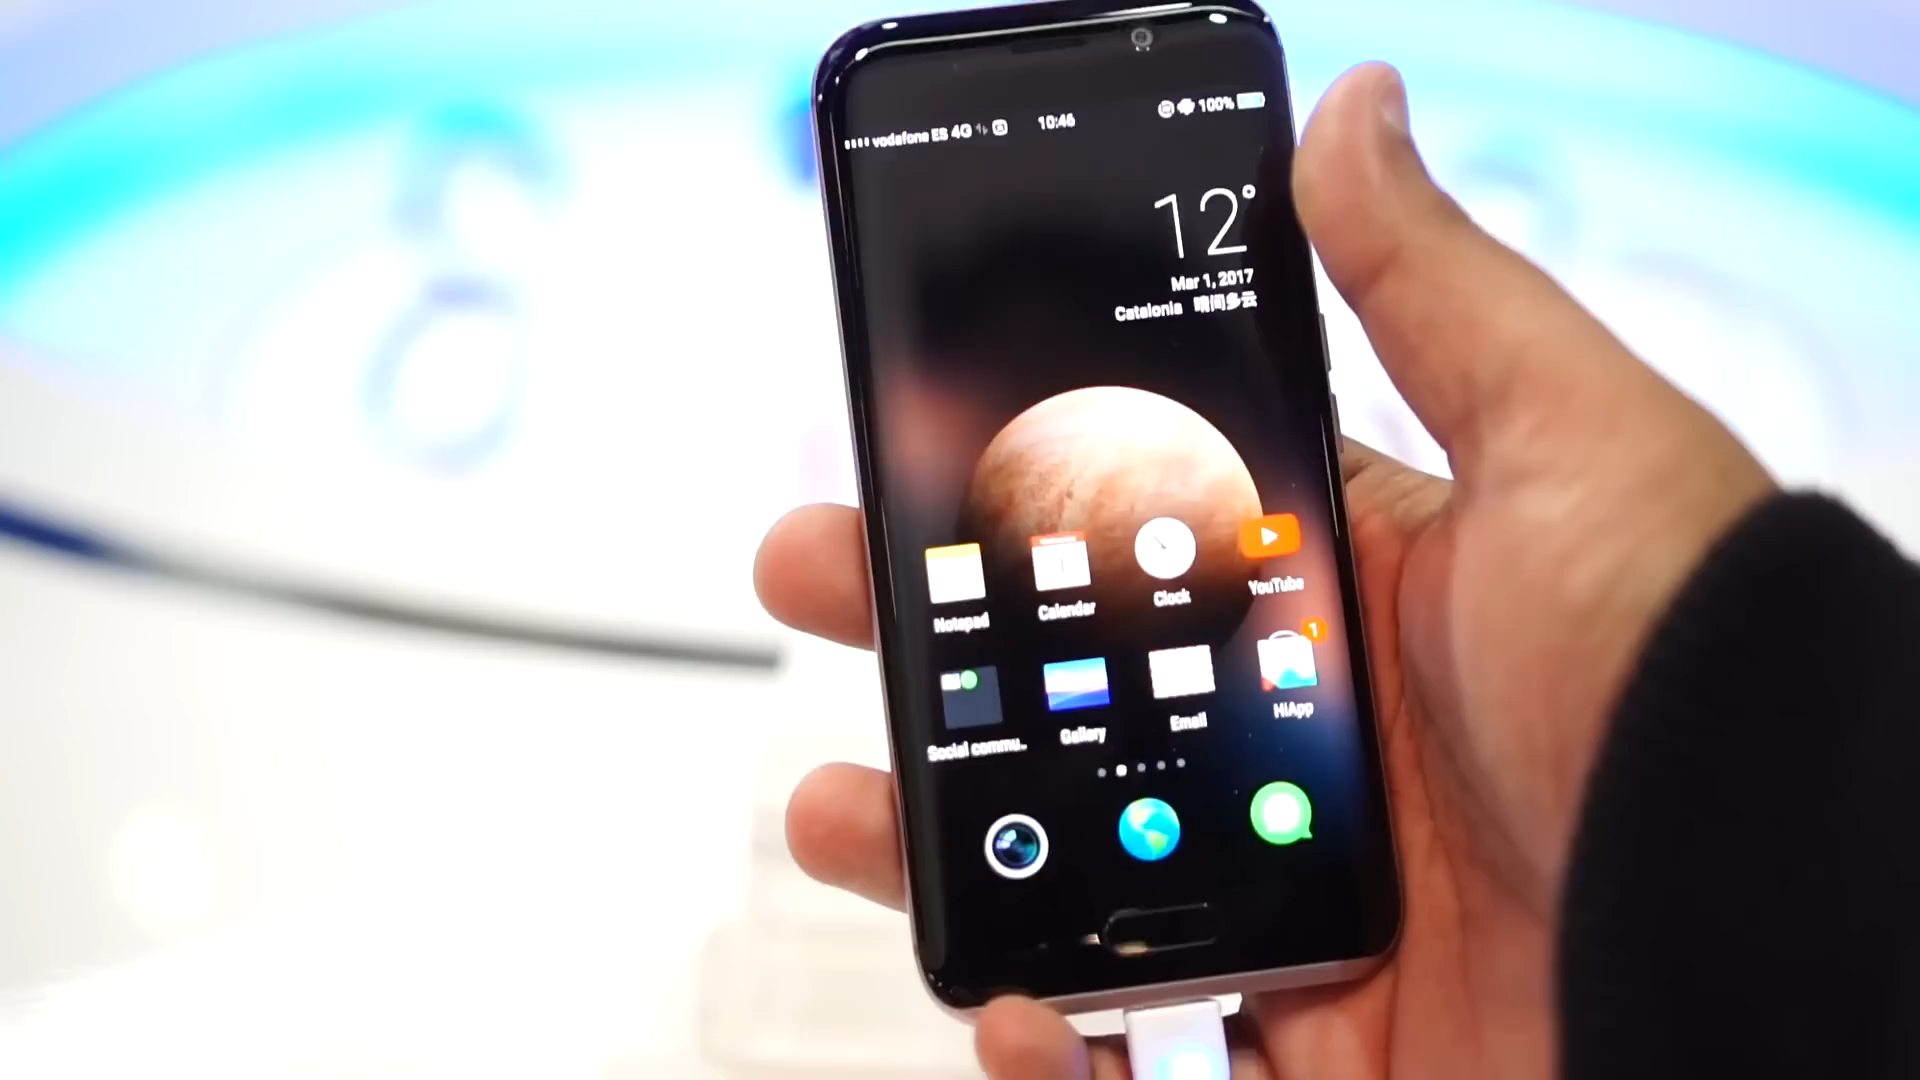 vodafone ES 4G 10:46 100%
12°
Mar 1, 2017
Catalonia 晴间多云
Notepad Calendar Clock YouTube
1
Social commu... Gallery Email HiApp